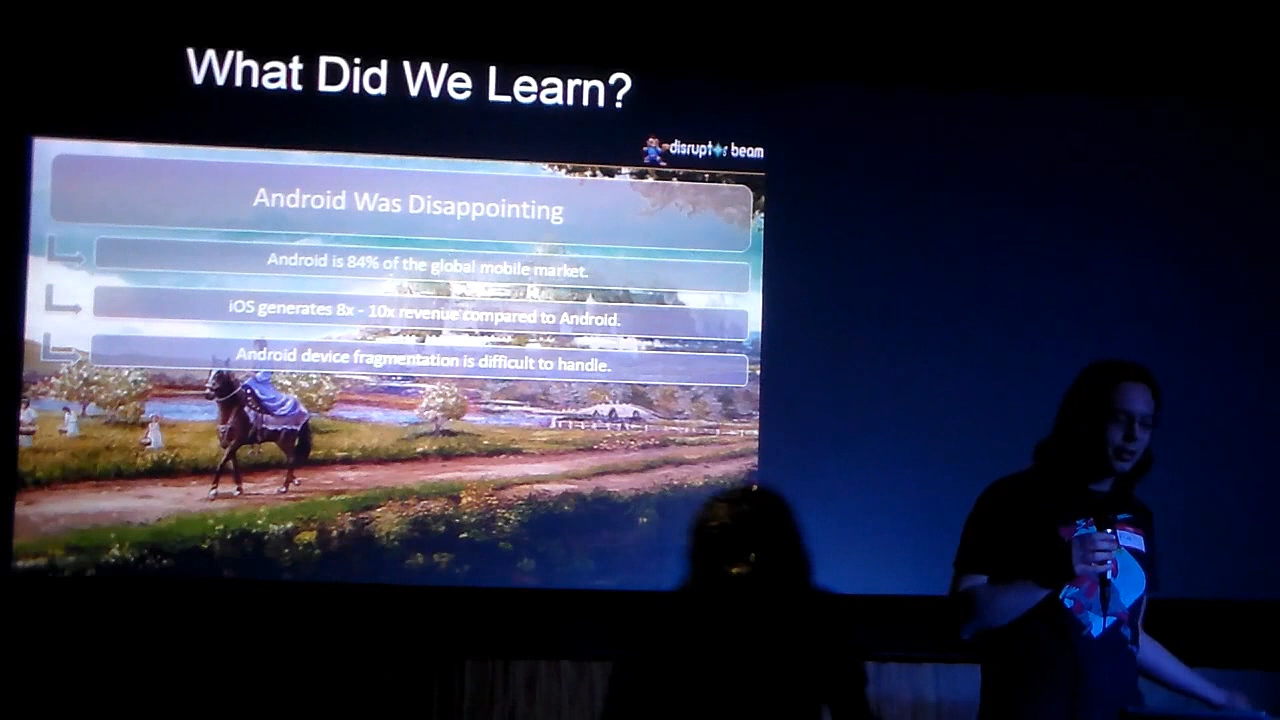 What Did We Learn?
disruptor beam
Android Was Disappointing
Android is 84% of the global mobile market.
iOS generates 8x - 10x revenue compared to Android.
Android device fragmentation is difficult to handle.